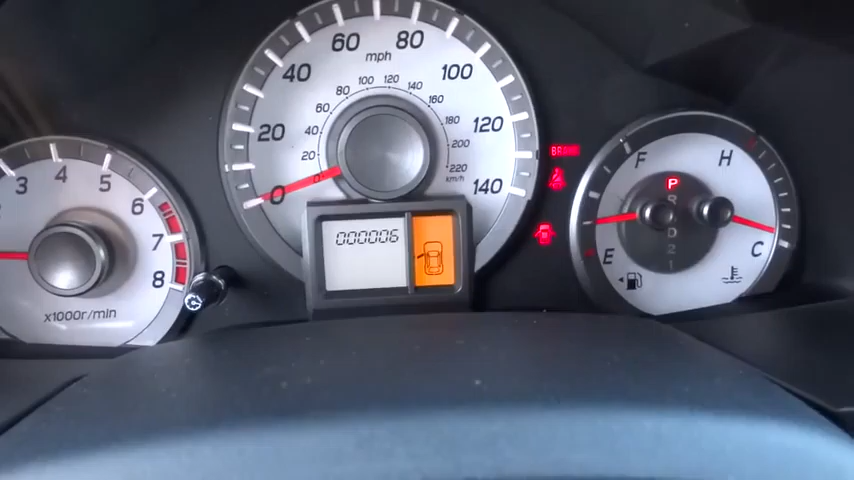 3 4 5 6 7 8
x1000r/min
0 20 40 60 80 100 120 140
mph
20 40 60 80 100 120 140 160 180 200 220
km/h
000006
BRAKE
F
E
H
C
P
R
N
D
2
1